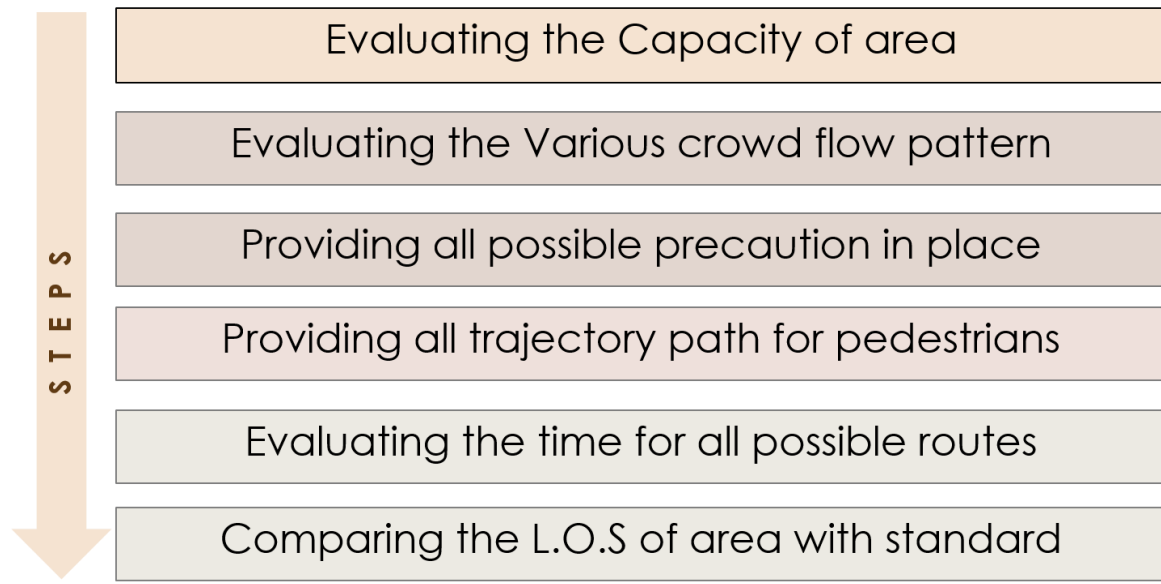 Evaluating the Capacity of area
Evaluating the Various crowd flow pattern
Providing all possible precaution in place
Providing all trajectory path for pedestrians
Evaluating the time for all possible routes
Comparing the L.O.S of area with standard
STEPS